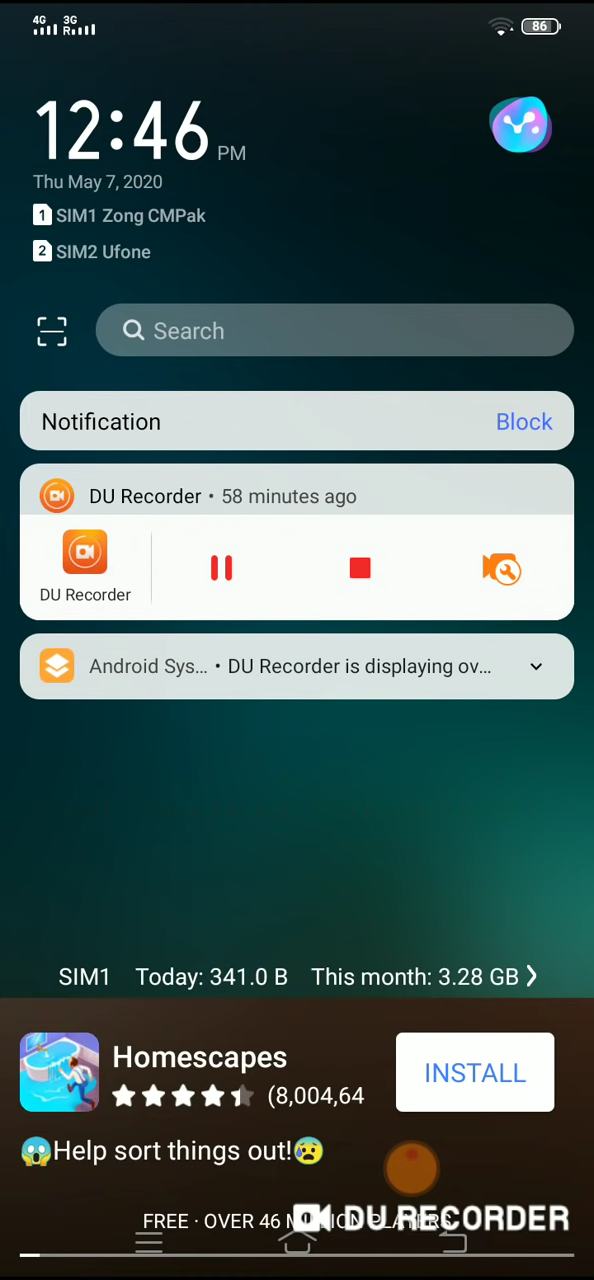 4G 3G
R
86
12:46 PM
Thu May 7, 2020
1 SIM1 Zong CMPak
2 SIM2 Ufone
Search
Notification Block
DU Recorder • 58 minutes ago
DU Recorder
Android Sys... • DU Recorder is displaying ov...
SIM1 Today: 341.0 B This month: 3.28 GB
Homescapes
(8,004,64
INSTALL
😱Help sort things out!😰
FREE · OVER 46 MILLION PLAYERS
DU RECORDER